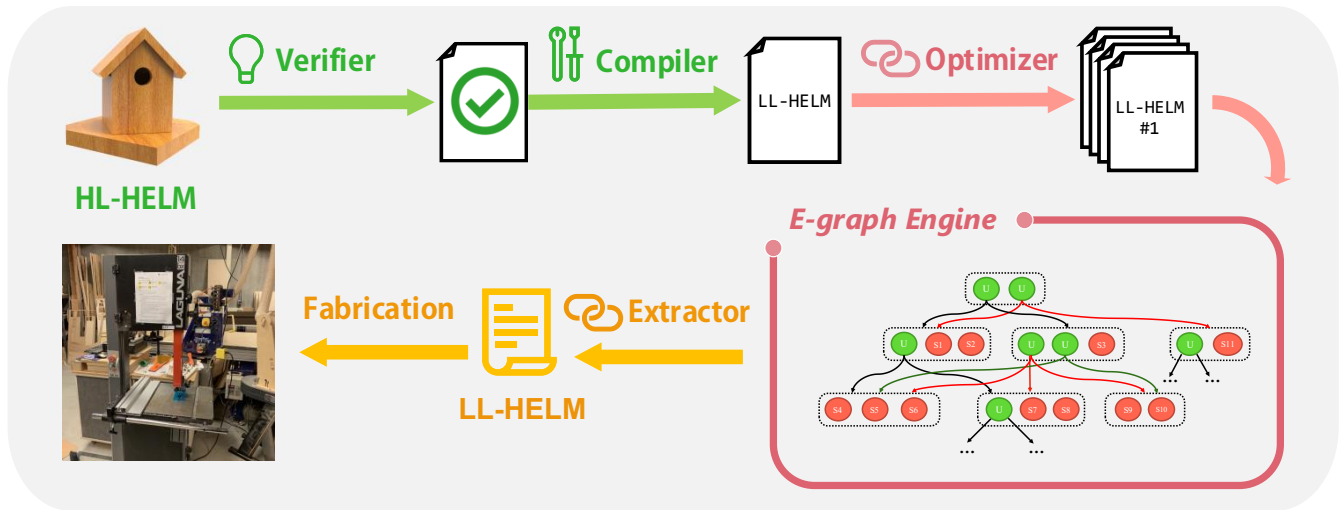 Verifier
Compiler
Optimizer
LL-HELM
LL-HELM
#1
HL-HELM
E-graph Engine
LAGUNA
Fabrication
Extractor
LL-HELM
U U
U S1 S2
U U S3
U S11
... ...
S4 S5 S6
U S7 S8
S9 S10
... ...